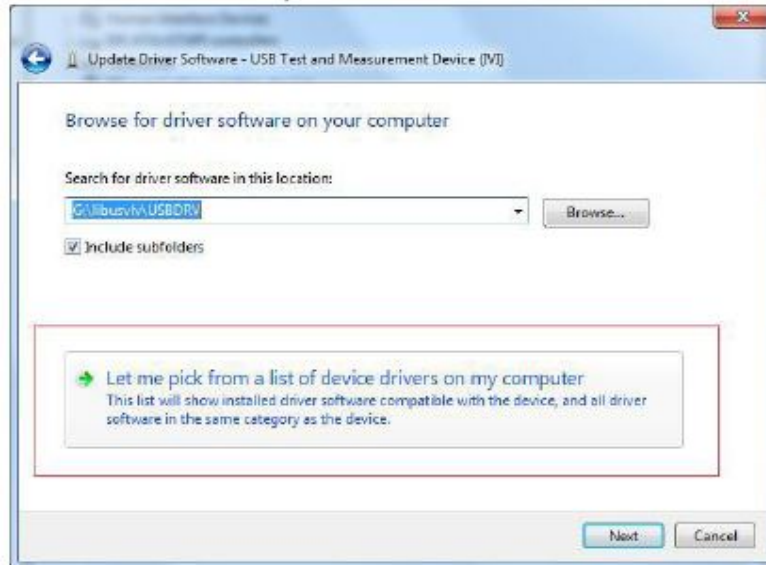 Update Driver Software - USB Test and Measurement Device (IVI)
Browse for driver software on your computer
Search for driver software in this location:
Browse...
Include subfolders
Let me pick from a list of device drivers on my computer
This list will show installed driver software compatible with the device, and all driver
software in the same category as the device.
Next
Cancel